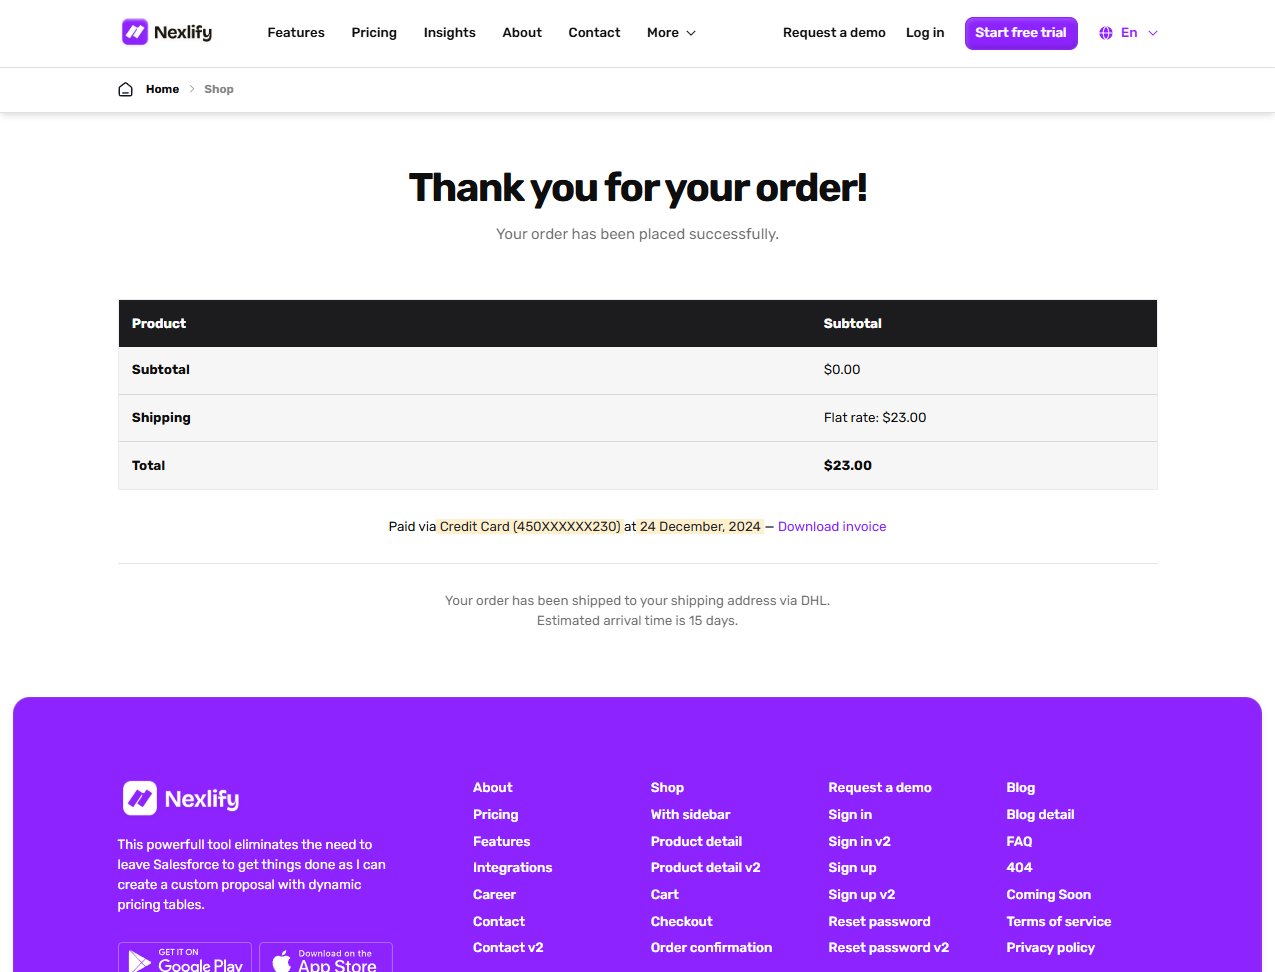 Nexlify Features Pricing Insights About Contact More Request a demo Log in Start free trial En
Home Shop
Thank you for your order!
Your order has been placed successfully.
Product Subtotal
Subtotal $0.00
Shipping Flat rate: $23.00
Total $23.00
Paid via Credit Card (450XXXXXX230) at 24 December, 2024 — Download invoice
Your order has been shipped to your shipping address via DHL.
Estimated arrival time is 15 days.
Nexlify
This powerfull tool eliminates the need to
leave Salesforce to get things done as I can
create a custom proposal with dynamic
pricing tables.
GET IT ON
Google Play
Download on the
App Store
About
Pricing
Features
Integrations
Career
Contact
Contact v2
Shop
With sidebar
Product detail
Product detail v2
Cart
Checkout
Order confirmation
Request a demo
Sign in
Sign in v2
Sign up
Sign up v2
Reset password
Reset password v2
Blog
Blog detail
FAQ
404
Coming Soon
Terms of service
Privacy policy